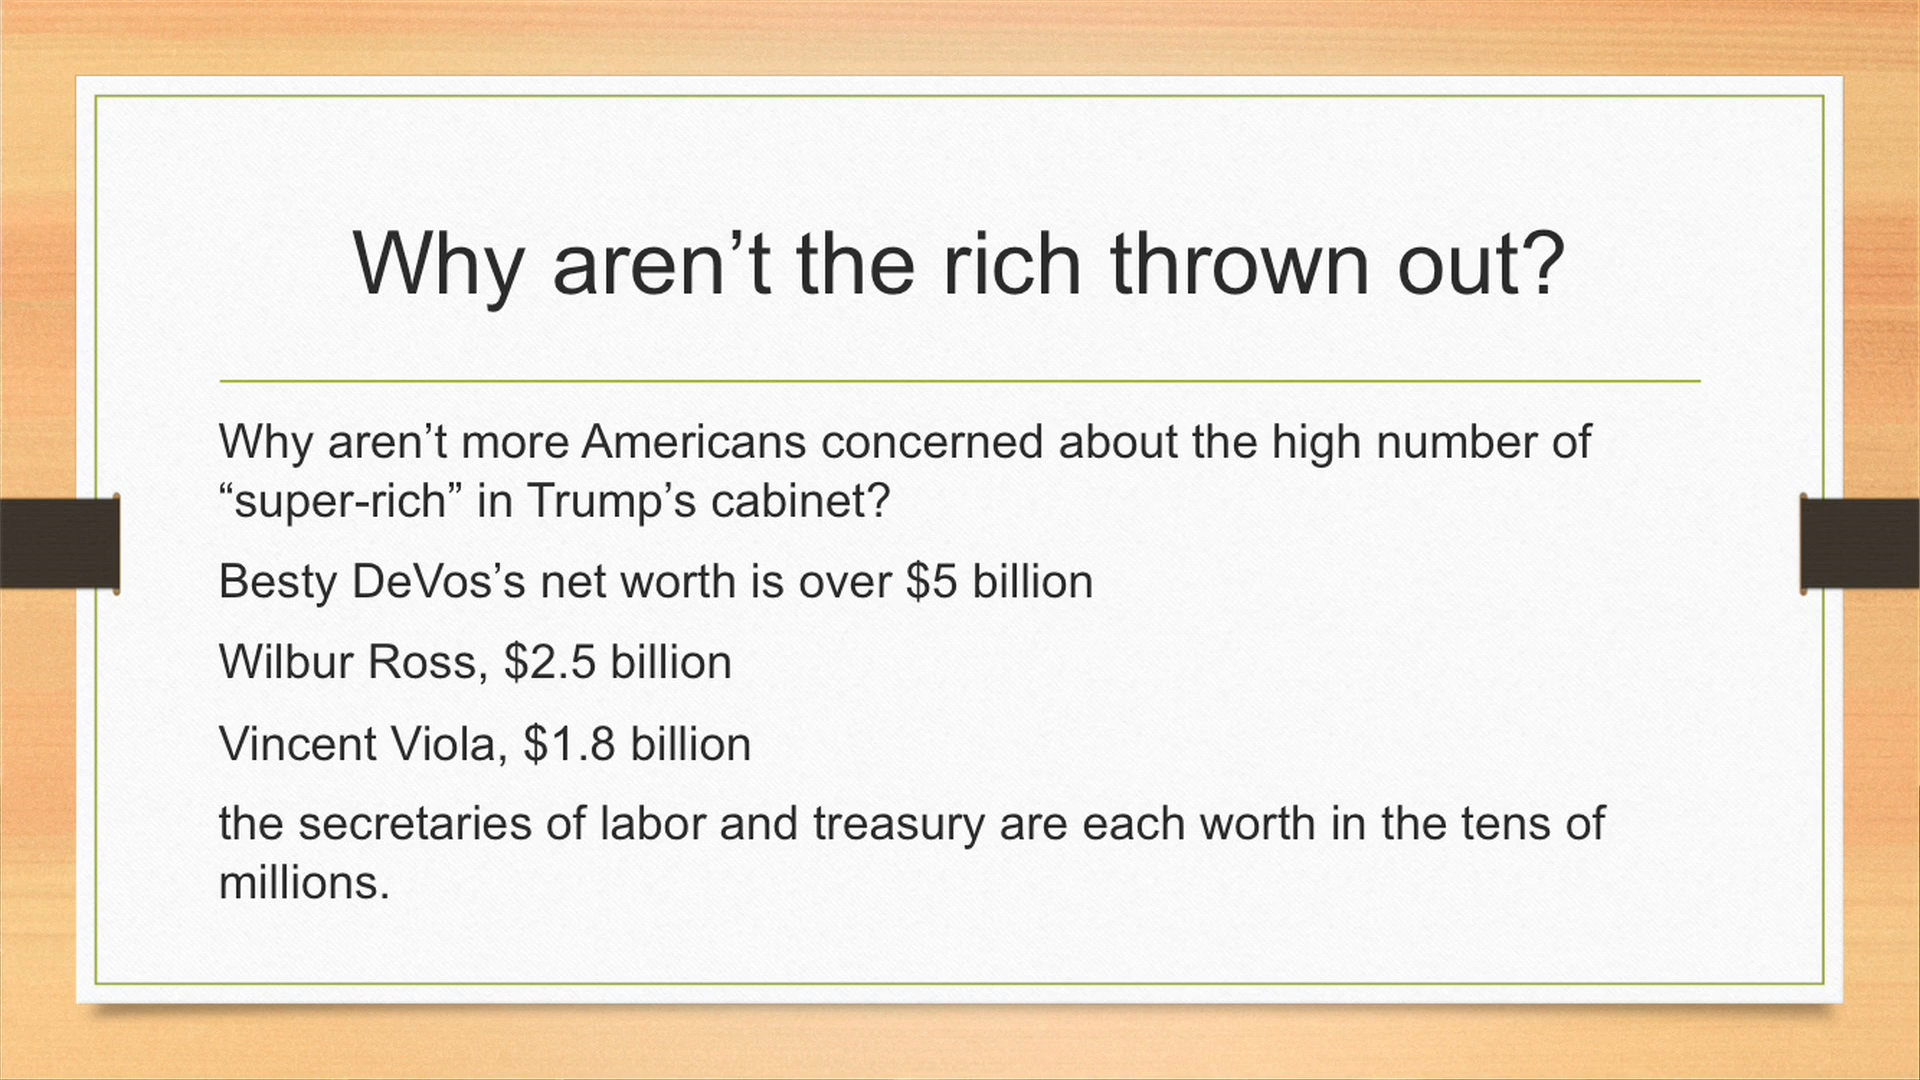 Why aren’t the rich thrown out?
Why aren’t more Americans concerned about the high number of
“super-rich” in Trump’s cabinet?
Besty DeVos’s net worth is over $5 billion
Wilbur Ross, $2.5 billion
Vincent Viola, $1.8 billion
the secretaries of labor and treasury are each worth in the tens of
millions.